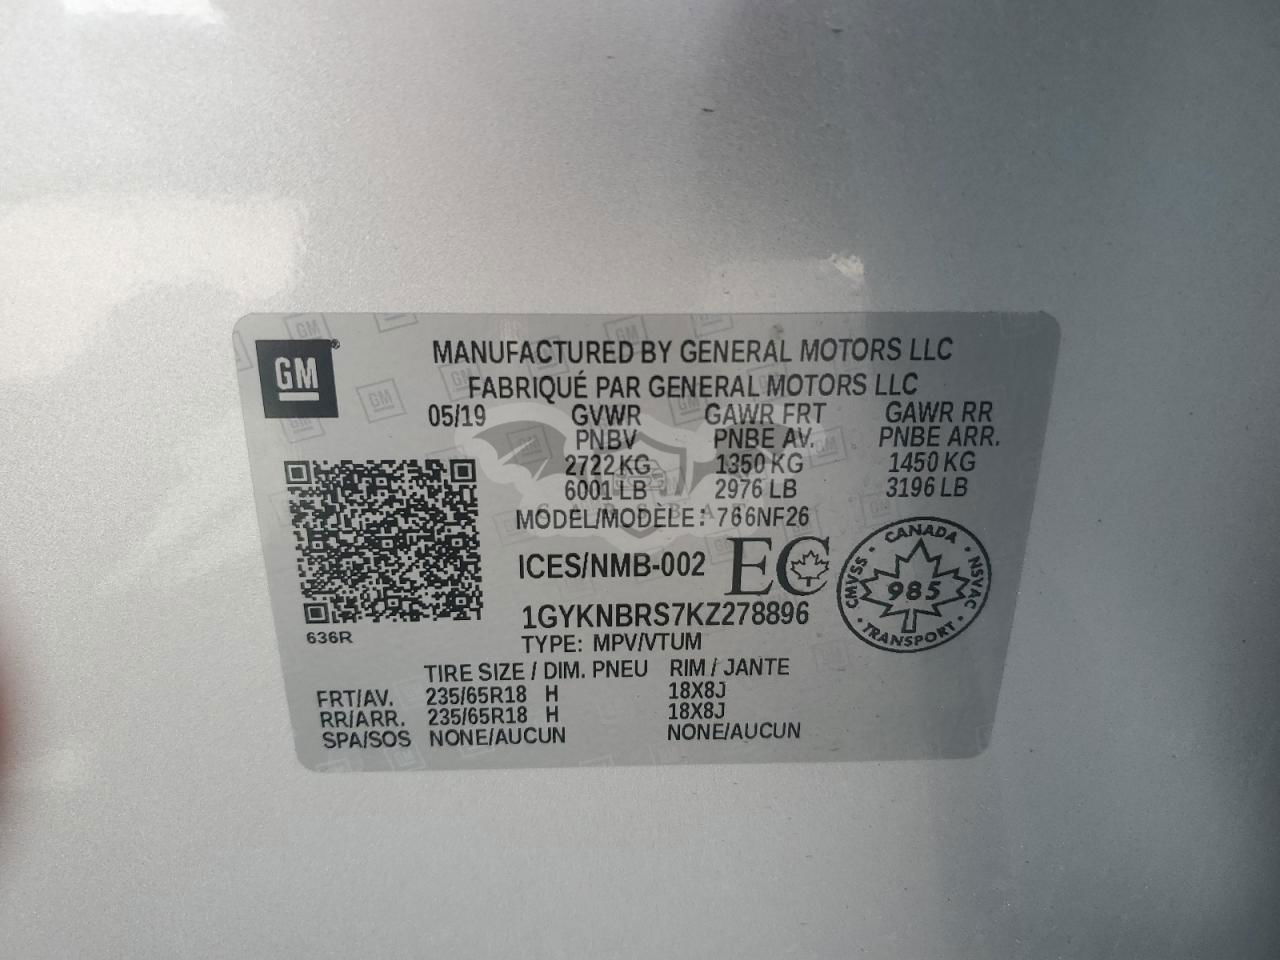 GM
MANUFACTURED BY GENERAL MOTORS LLC
FABRIQUÉ PAR GENERAL MOTORS LLC
05/19 GVWR GAWR FRT GAWR RR
PNBV PNBE AV. PNBE ARR.
2722 KG 1350 KG 1450 KG
6001 LB 2976 LB 3196 LB
MODEL/MODÈLE: 766NF26
ICES/NMB-002 EC
1GYKNBRS7KZ278896
TYPE: MPV/VTUM
CANADA
CMVSS 985 NSVAC
TRANSPORT
636R
TIRE SIZE / DIM. PNEU RIM / JANTE
FRT/AV. 235/65R18 H 18X8J
RR/ARR. 235/65R18 H 18X8J
SPA/SOS NONE/AUCUN NONE/AUCUN